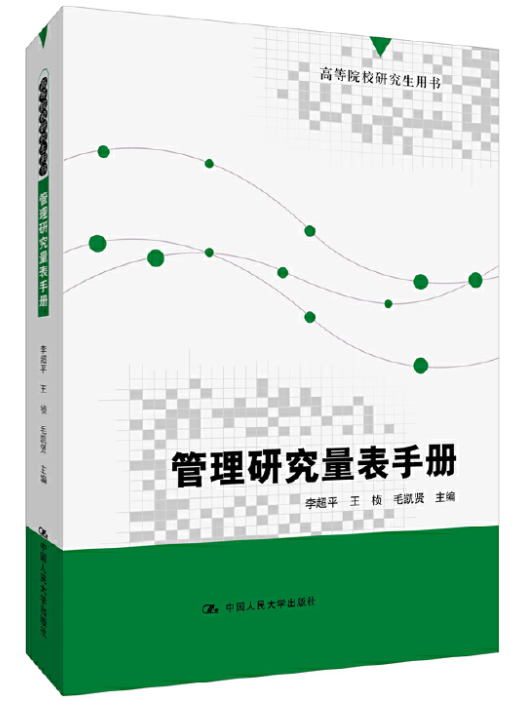 高等院校研究生用书
管理研究量表手册
李超平 王 桢 毛凯贤 主编
中国人民大学出版社
管理研究量表手册
李超平 王 桢 毛凯贤 主编
中国人民大学出版社